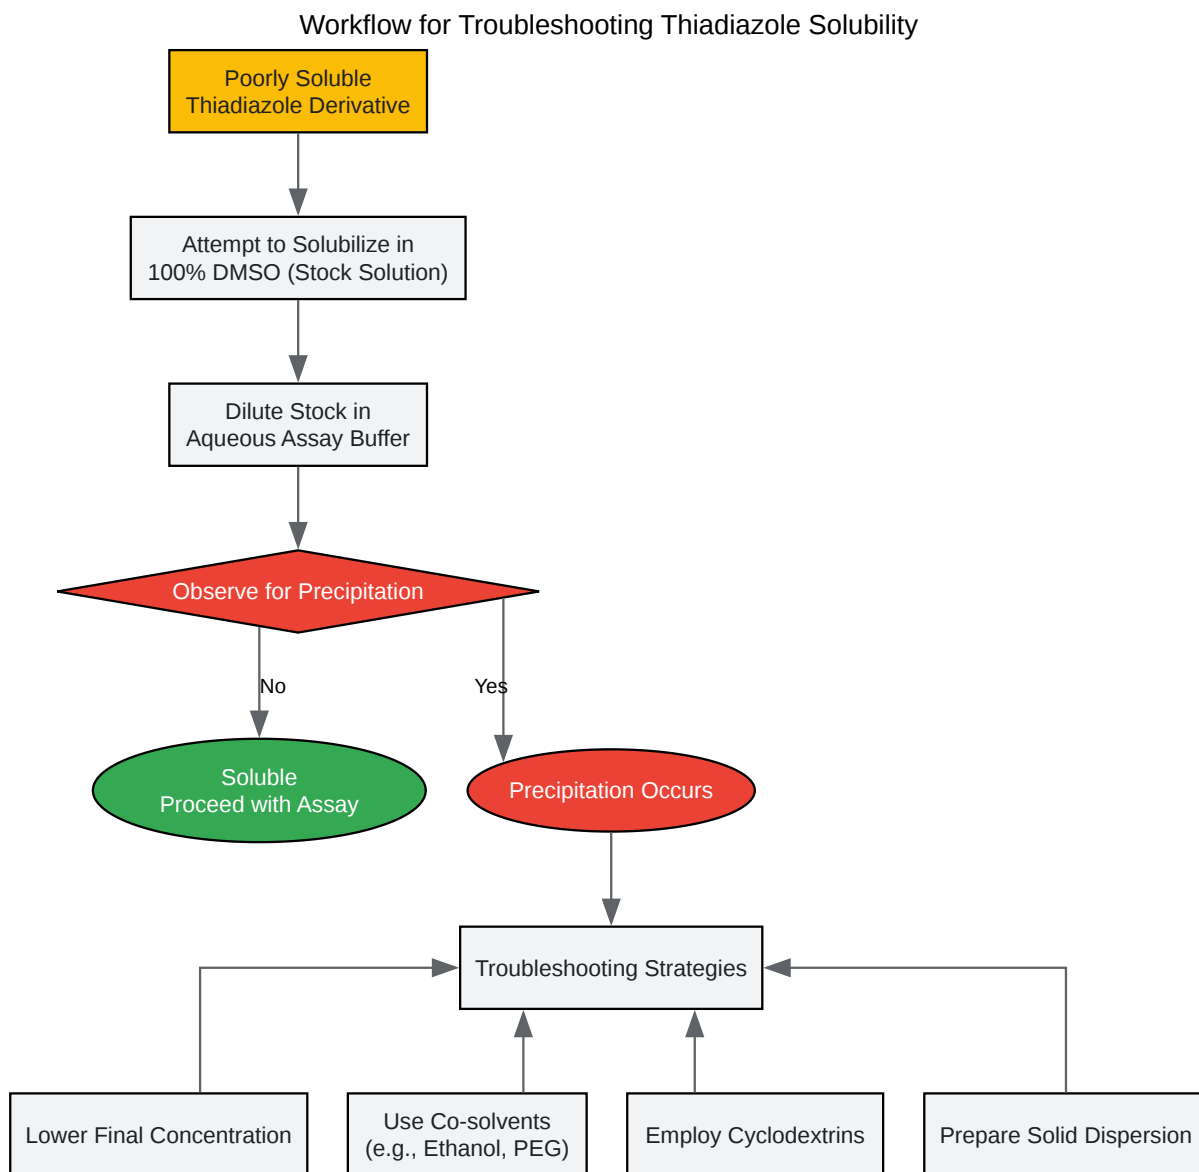 Workflow for Troubleshooting Thiadiazole Solubility
Poorly Soluble
Thiadiazole Derivative
Attempt to Solubilize in
100% DMSO (Stock Solution)
Dilute Stock in
Aqueous Assay Buffer
Observe for Precipitation
No
Yes
Soluble
Proceed with Assay
Precipitation Occurs
Troubleshooting Strategies
Lower Final Concentration
Use Co-solvents
(e.g., Ethanol, PEG)
Employ Cyclodextrins
Prepare Solid Dispersion